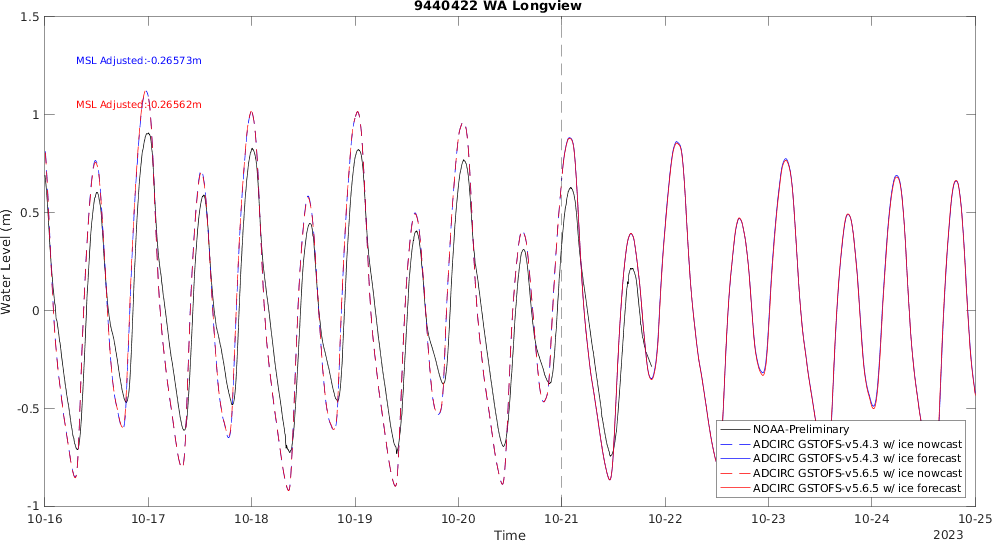 9440422 WA Longview
1.5
1
0.5
0
-0.5
-1
Water Level (m)
MSL Adjusted:-0.26573m
MSL Adjusted:-0.26562m
NOAA-Preliminary
ADCIRC GSTOFS-v5.4.3 w/ ice nowcast
ADCIRC GSTOFS-v5.4.3 w/ ice forecast
ADCIRC GSTOFS-v5.6.5 w/ ice nowcast
ADCIRC GSTOFS-v5.6.5 w/ ice forecast
10-16 10-17 10-18 10-19 10-20 10-21 10-22 10-23 10-24 10-25
Time
2023